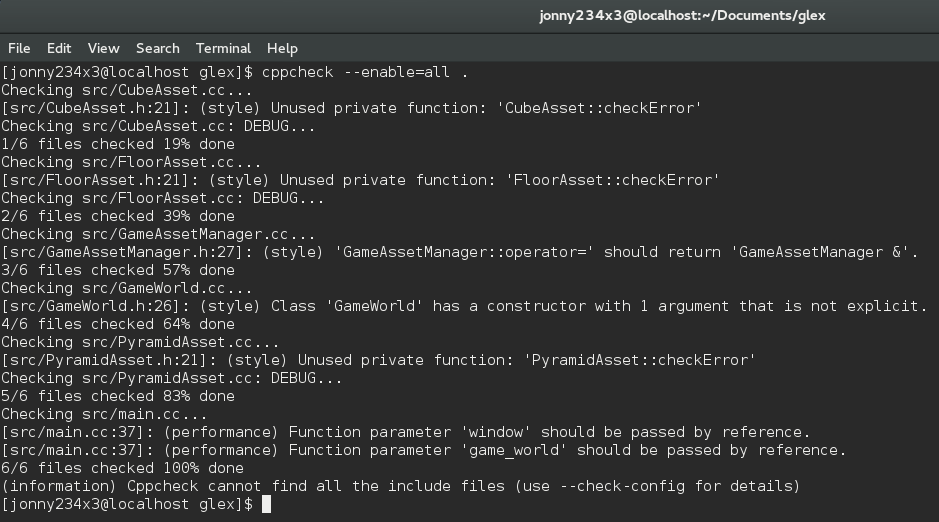 jonny234x3@localhost:~/Documents/glex
File Edit View Search Terminal Help
[jonny234x3@localhost glex]$ cppcheck --enable=all .
Checking src/CubeAsset.cc...
[src/CubeAsset.h:21]: (style) Unused private function: 'CubeAsset::checkError'
Checking src/CubeAsset.cc: DEBUG...
1/6 files checked 19% done
Checking src/FloorAsset.cc...
[src/FloorAsset.h:21]: (style) Unused private function: 'FloorAsset::checkError'
Checking src/FloorAsset.cc: DEBUG...
2/6 files checked 39% done
Checking src/GameAssetManager.cc...
[src/GameAssetManager.h:27]: (style) 'GameAssetManager::operator=' should return 'GameAssetManager &'.
3/6 files checked 57% done
Checking src/GameWorld.cc...
[src/GameWorld.h:26]: (style) Class 'GameWorld' has a constructor with 1 argument that is not explicit.
4/6 files checked 64% done
Checking src/PyramidAsset.cc...
[src/PyramidAsset.h:21]: (style) Unused private function: 'PyramidAsset::checkError'
Checking src/PyramidAsset.cc: DEBUG...
5/6 files checked 83% done
Checking src/main.cc...
[src/main.cc:37]: (performance) Function parameter 'window' should be passed by reference.
[src/main.cc:37]: (performance) Function parameter 'game_world' should be passed by reference.
6/6 files checked 100% done
(information) Cppcheck cannot find all the include files (use --check-config for details)
[jonny234x3@localhost glex]$